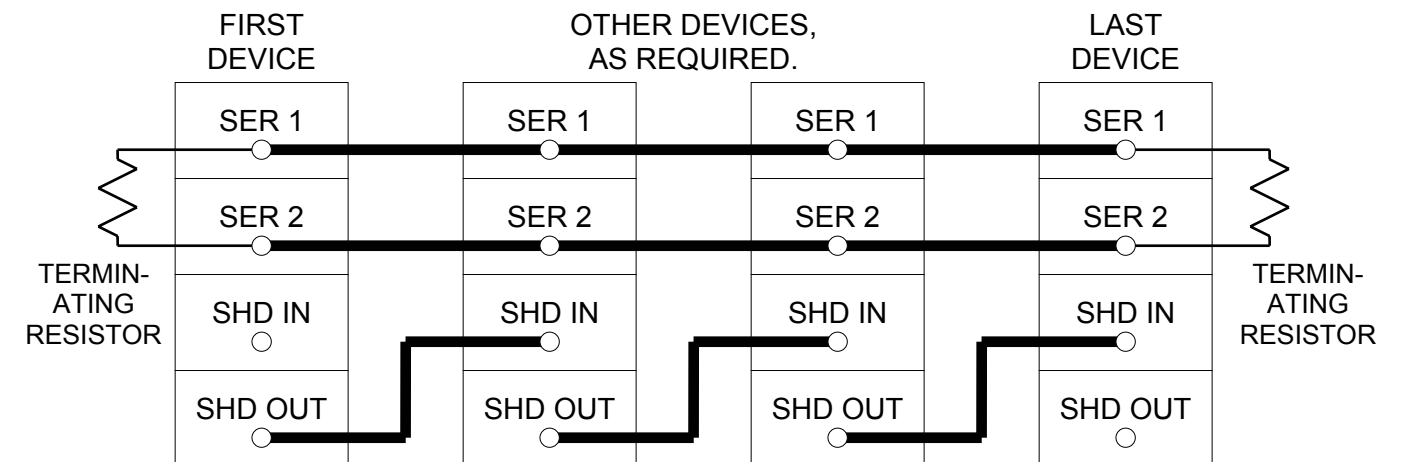 FIRST
DEVICE
OTHER DEVICES,
AS REQUIRED.
LAST
DEVICE
SER 1
SER 1
SER 1
SER 1
SER 2
SER 2
SER 2
SER 2
TERMIN-
ATING
RESISTOR
TERMIN-
ATING
RESISTOR
SHD IN
SHD IN
SHD IN
SHD IN
SHD OUT
SHD OUT
SHD OUT
SHD OUT